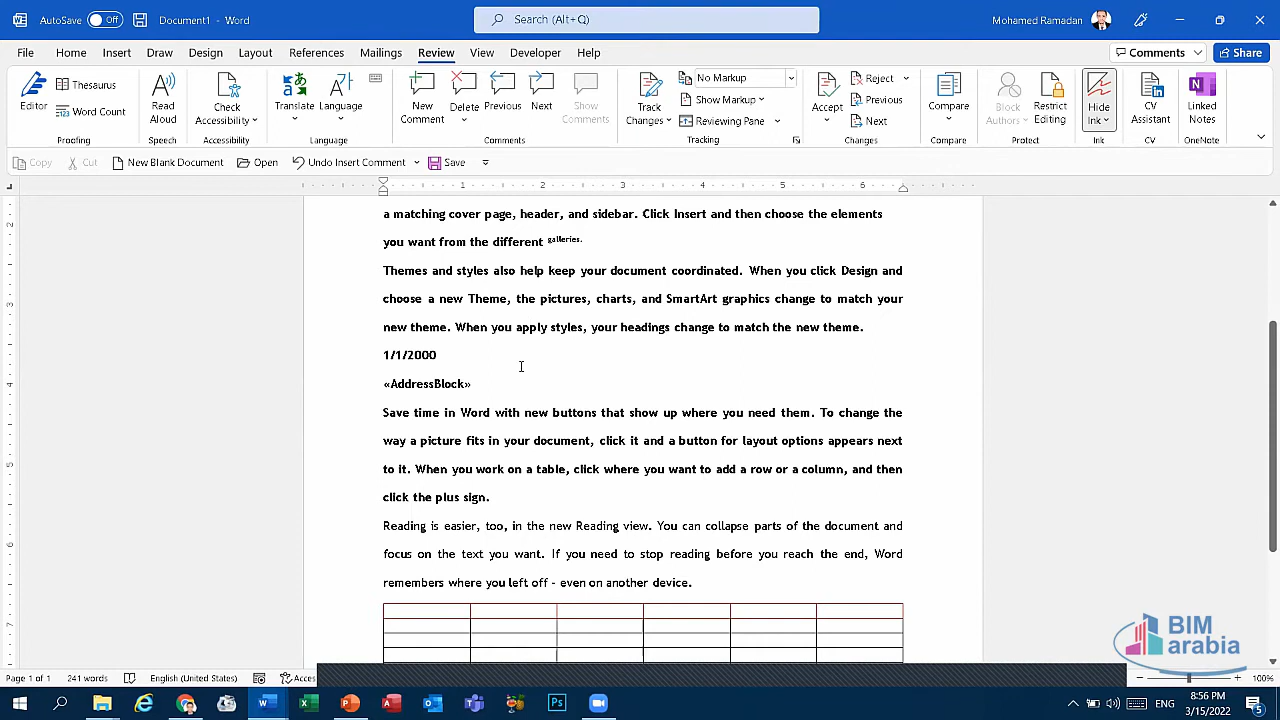 AutoSave Off Document1 - Word Search (Alt+Q) Mohamed Ramadan
File Home Insert Draw Design Layout References Mailings Review View Developer Help Comments Share
Editor
Thesaurus
Word Count
Proofing
Read Aloud
Speech
Check Accessibility
Accessibility
Translate
Language
Language
New Comment
Delete
Previous
Next
Show Comments
Comments
Track Changes
No Markup
Show Markup
Reviewing Pane
Tracking
Accept
Reject
Previous
Next
Changes
Compare
Compare
Block Authors
Restrict Editing
Protect
Hide Ink
Ink
CV Assistant
CV
Linked Notes
OneNote
Copy Cut New Blank Document Open Undo Insert Comment Save
1 2 3 4 5 6
2
3
4
5
6
7
a matching cover page, header, and sidebar. Click Insert and then choose the elements
you want from the different galleries.
Themes and styles also help keep your document coordinated. When you click Design and
choose a new Theme, the pictures, charts, and SmartArt graphics change to match your
new theme. When you apply styles, your headings change to match the new theme.
1/1/2000
«AddressBlock»
Save time in Word with new buttons that show up where you need them. To change the
way a picture fits in your document, click it and a button for layout options appears next
to it. When you work on a table, click where you want to add a row or a column, and then
click the plus sign.
Reading is easier, too, in the new Reading view. You can collapse parts of the document and
focus on the text you want. If you need to stop reading before you reach the end, Word
remembers where you left off - even on another device.
BIM
arabia
Page 1 of 1 241 words English (United States) 100%
ENG
8:56 PM
3/15/2022
5